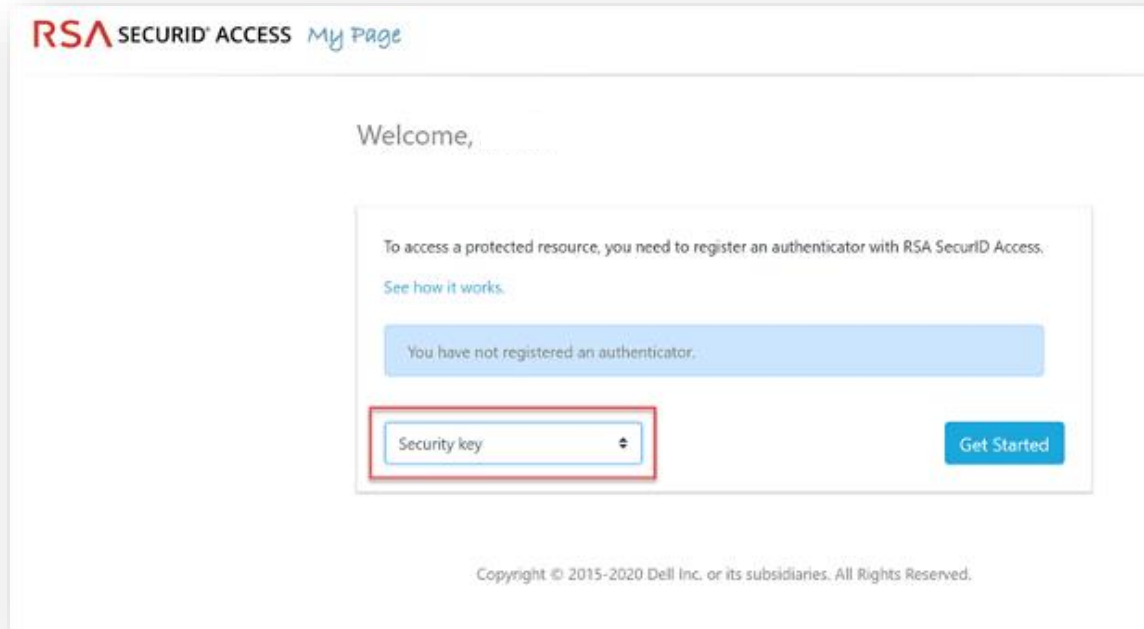 RSA SECURID® ACCESS My Page
Welcome,
To access a protected resource, you need to register an authenticator with RSA SecurID Access.
See how it works.
You have not registered an authenticator.
Security key
Get Started
Copyright © 2015-2020 Dell Inc. or its subsidiaries. All Rights Reserved.